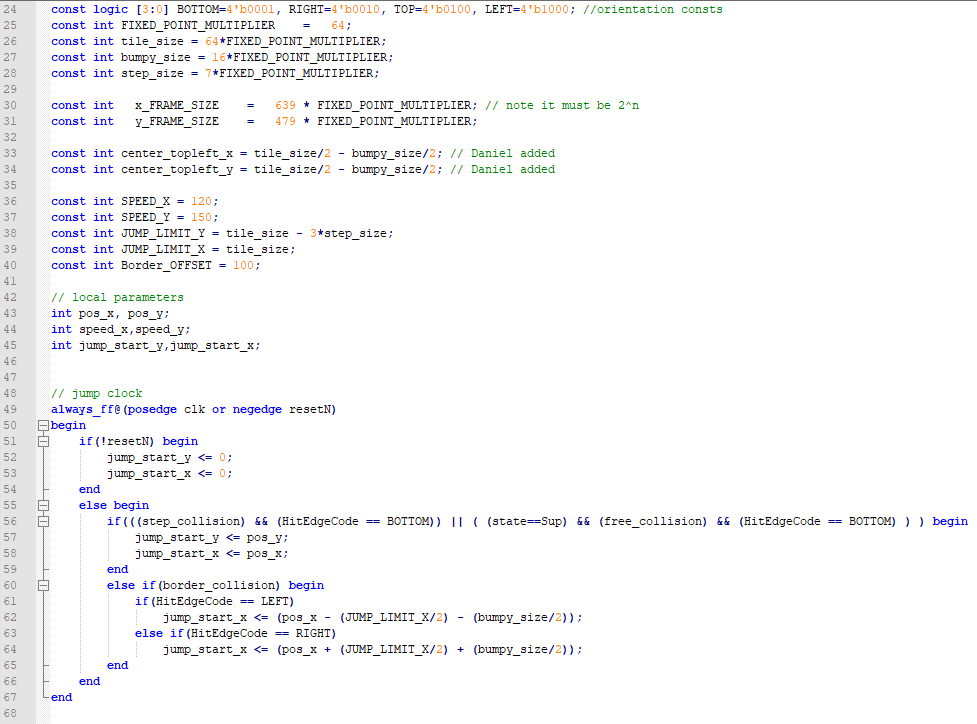 24 const logic [3:0] BOTTOM=4'b0001, RIGHT=4'b0010, TOP=4'b0100, LEFT=4'b1000; //orientation consts
25 const int FIXED_POINT_MULTIPLIER    =   64;
26 const int tile_size = 64*FIXED_POINT_MULTIPLIER;
27 const int bumpy_size = 16*FIXED_POINT_MULTIPLIER;
28 const int step_size = 7*FIXED_POINT_MULTIPLIER;
29
30 const int   x_FRAME_SIZE    =   639 * FIXED_POINT_MULTIPLIER; // note it must be 2^n
31 const int   y_FRAME_SIZE    =   479 * FIXED_POINT_MULTIPLIER;
32
33 const int center_topleft_x = tile_size/2 - bumpy_size/2; // Daniel added
34 const int center_topleft_y = tile_size/2 - bumpy_size/2; // Daniel added
35
36 const int SPEED_X = 120;
37 const int SPEED_Y = 150;
38 const int JUMP_LIMIT_Y = tile_size - 3*step_size;
39 const int JUMP_LIMIT_X = tile_size;
40 const int Border_OFFSET = 100;
41
42 // local parameters
43 int pos_x, pos_y;
44 int speed_x,speed_y;
45 int jump_start_y,jump_start_x;
46
47
48 // jump clock
49 always_ff@(posedge clk or negedge resetN)
50 begin
51     if(!resetN) begin
52         jump_start_y <= 0;
53         jump_start_x <= 0;
54     end
55     else begin
56         if(((step_collision) && (HitEdgeCode == BOTTOM)) || ( (state==Sup) && (free_collision) && (HitEdgeCode == BOTTOM) ) ) begin
57             jump_start_y <= pos_y;
58             jump_start_x <= pos_x;
59         end
60         else if(border_collision) begin
61             if(HitEdgeCode == LEFT)
62                 jump_start_x <= (pos_x - (JUMP_LIMIT_X/2) - (bumpy_size/2));
63             else if(HitEdgeCode == RIGHT)
64                 jump_start_x <= (pos_x + (JUMP_LIMIT_X/2) + (bumpy_size/2));
65         end
66     end
67 end
68